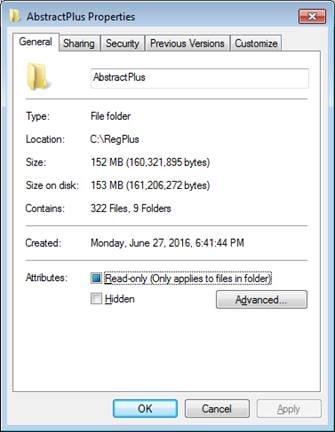 AbstractPlus Properties
General Sharing Security Previous Versions Customize
AbstractPlus
Type: File folder
Location: C:\RegPlus
Size: 152 MB (160,321,895 bytes)
Size on disk: 153 MB (161,206,272 bytes)
Contains: 322 Files, 9 Folders
Created: Monday, June 27, 2016, 6:41:44 PM
Attributes: Read-only (Only applies to files in folder)
Hidden Advanced...
OK Cancel Apply